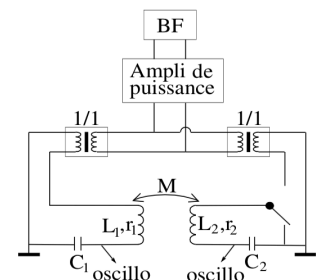 BF
Ampli de
puissance
1/1 1/1
M
L1,r1 L2,r2
C1 C2
oscillo oscillo